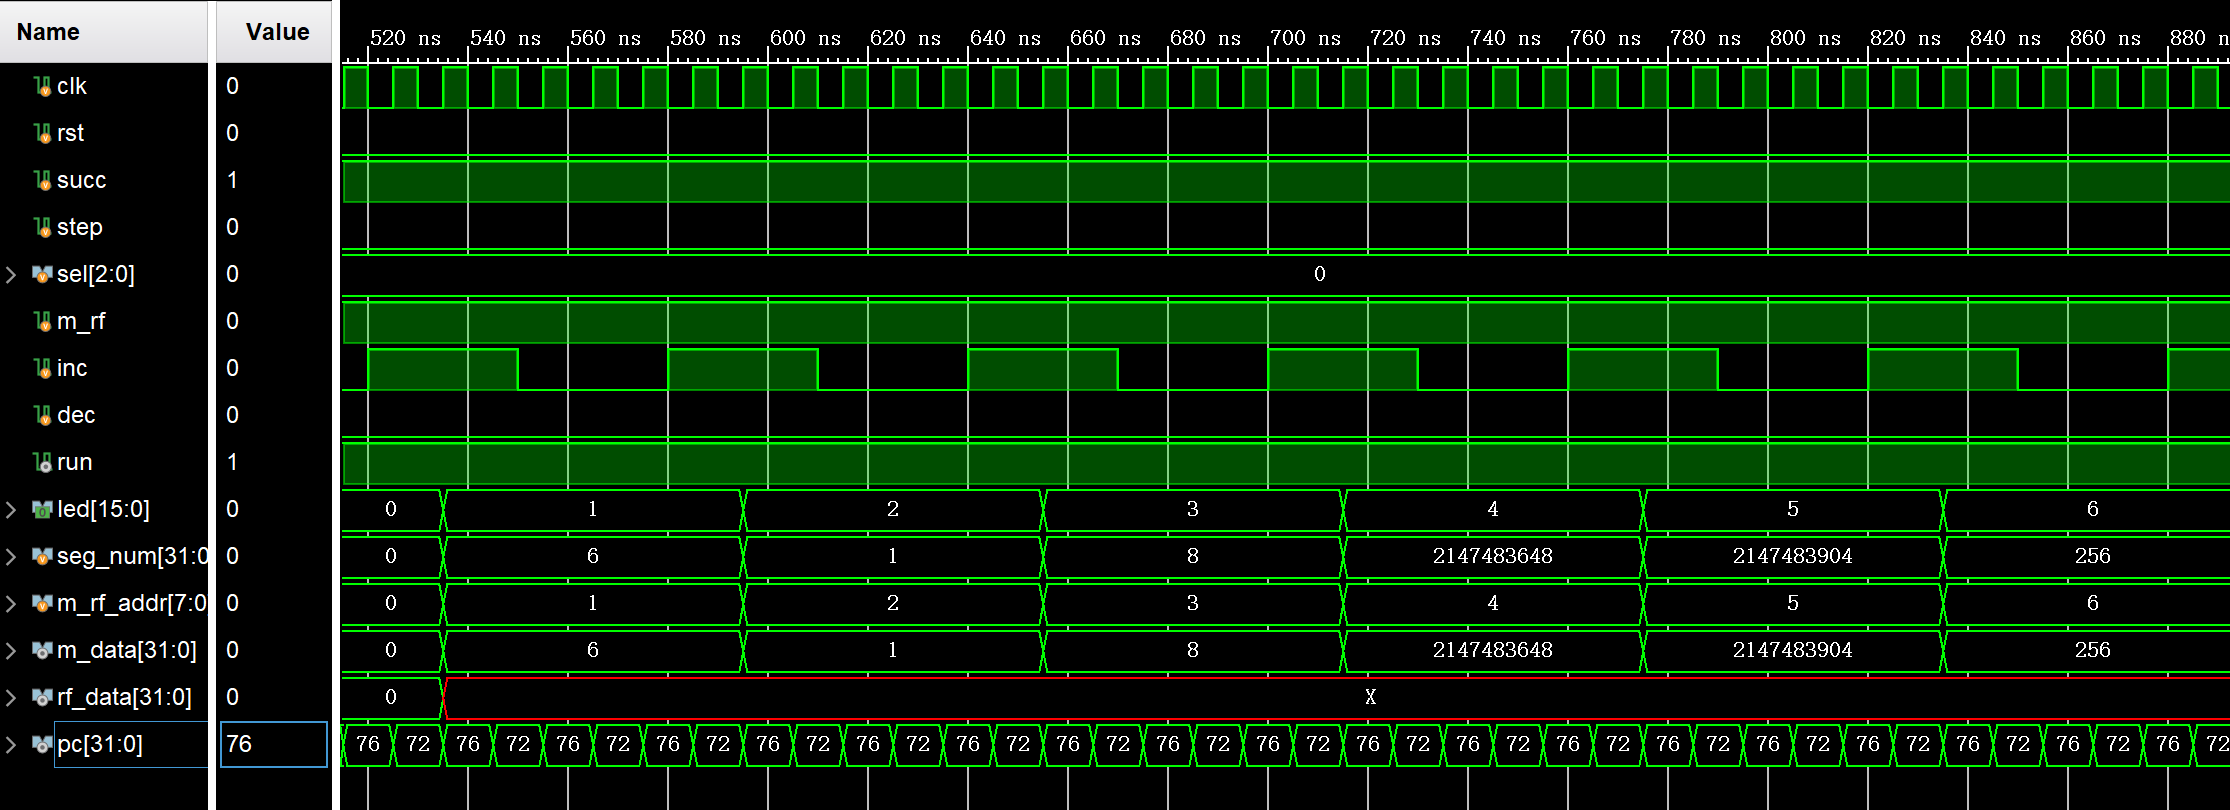 Name Value 520 ns 540 ns 560 ns 580 ns 600 ns 620 ns 640 ns 660 ns 680 ns 700 ns 720 ns 740 ns 760 ns 780 ns 800 ns 820 ns 840 ns 860 ns 880 n
clk 0
rst 0
succ 1
step 0
sel[2:0] 0 0
m_rf 0
inc 0
dec 0
run 1
led[15:0] 0 0 1 2 3 4 5 6
seg_num[31:0 0 0 6 1 8 2147483648 2147483904 256
m_rf_addr[7:0 0 0 1 2 3 4 5 6
m_data[31:0] 0 0 6 1 8 2147483648 2147483904 256
rf_data[31:0] 0 0 X
pc[31:0] 76 76 72 76 72 76 72 76 72 76 72 76 72 76 72 76 72 76 72 76 72 76 72 76 72 76 72 76 72 76 72 76 72 76 72 76 72 76 72